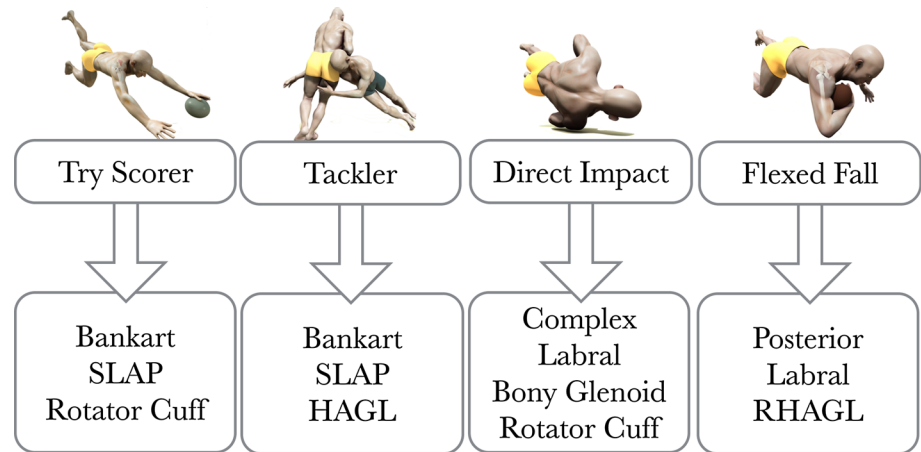 Try Scorer
Tackler
Direct Impact
Flexed Fall
Bankart
SLAP
Rotator Cuff
Bankart
SLAP
HAGL
Complex
Labral
Bony Glenoid
Rotator Cuff
Posterior
Labral
RHAGL